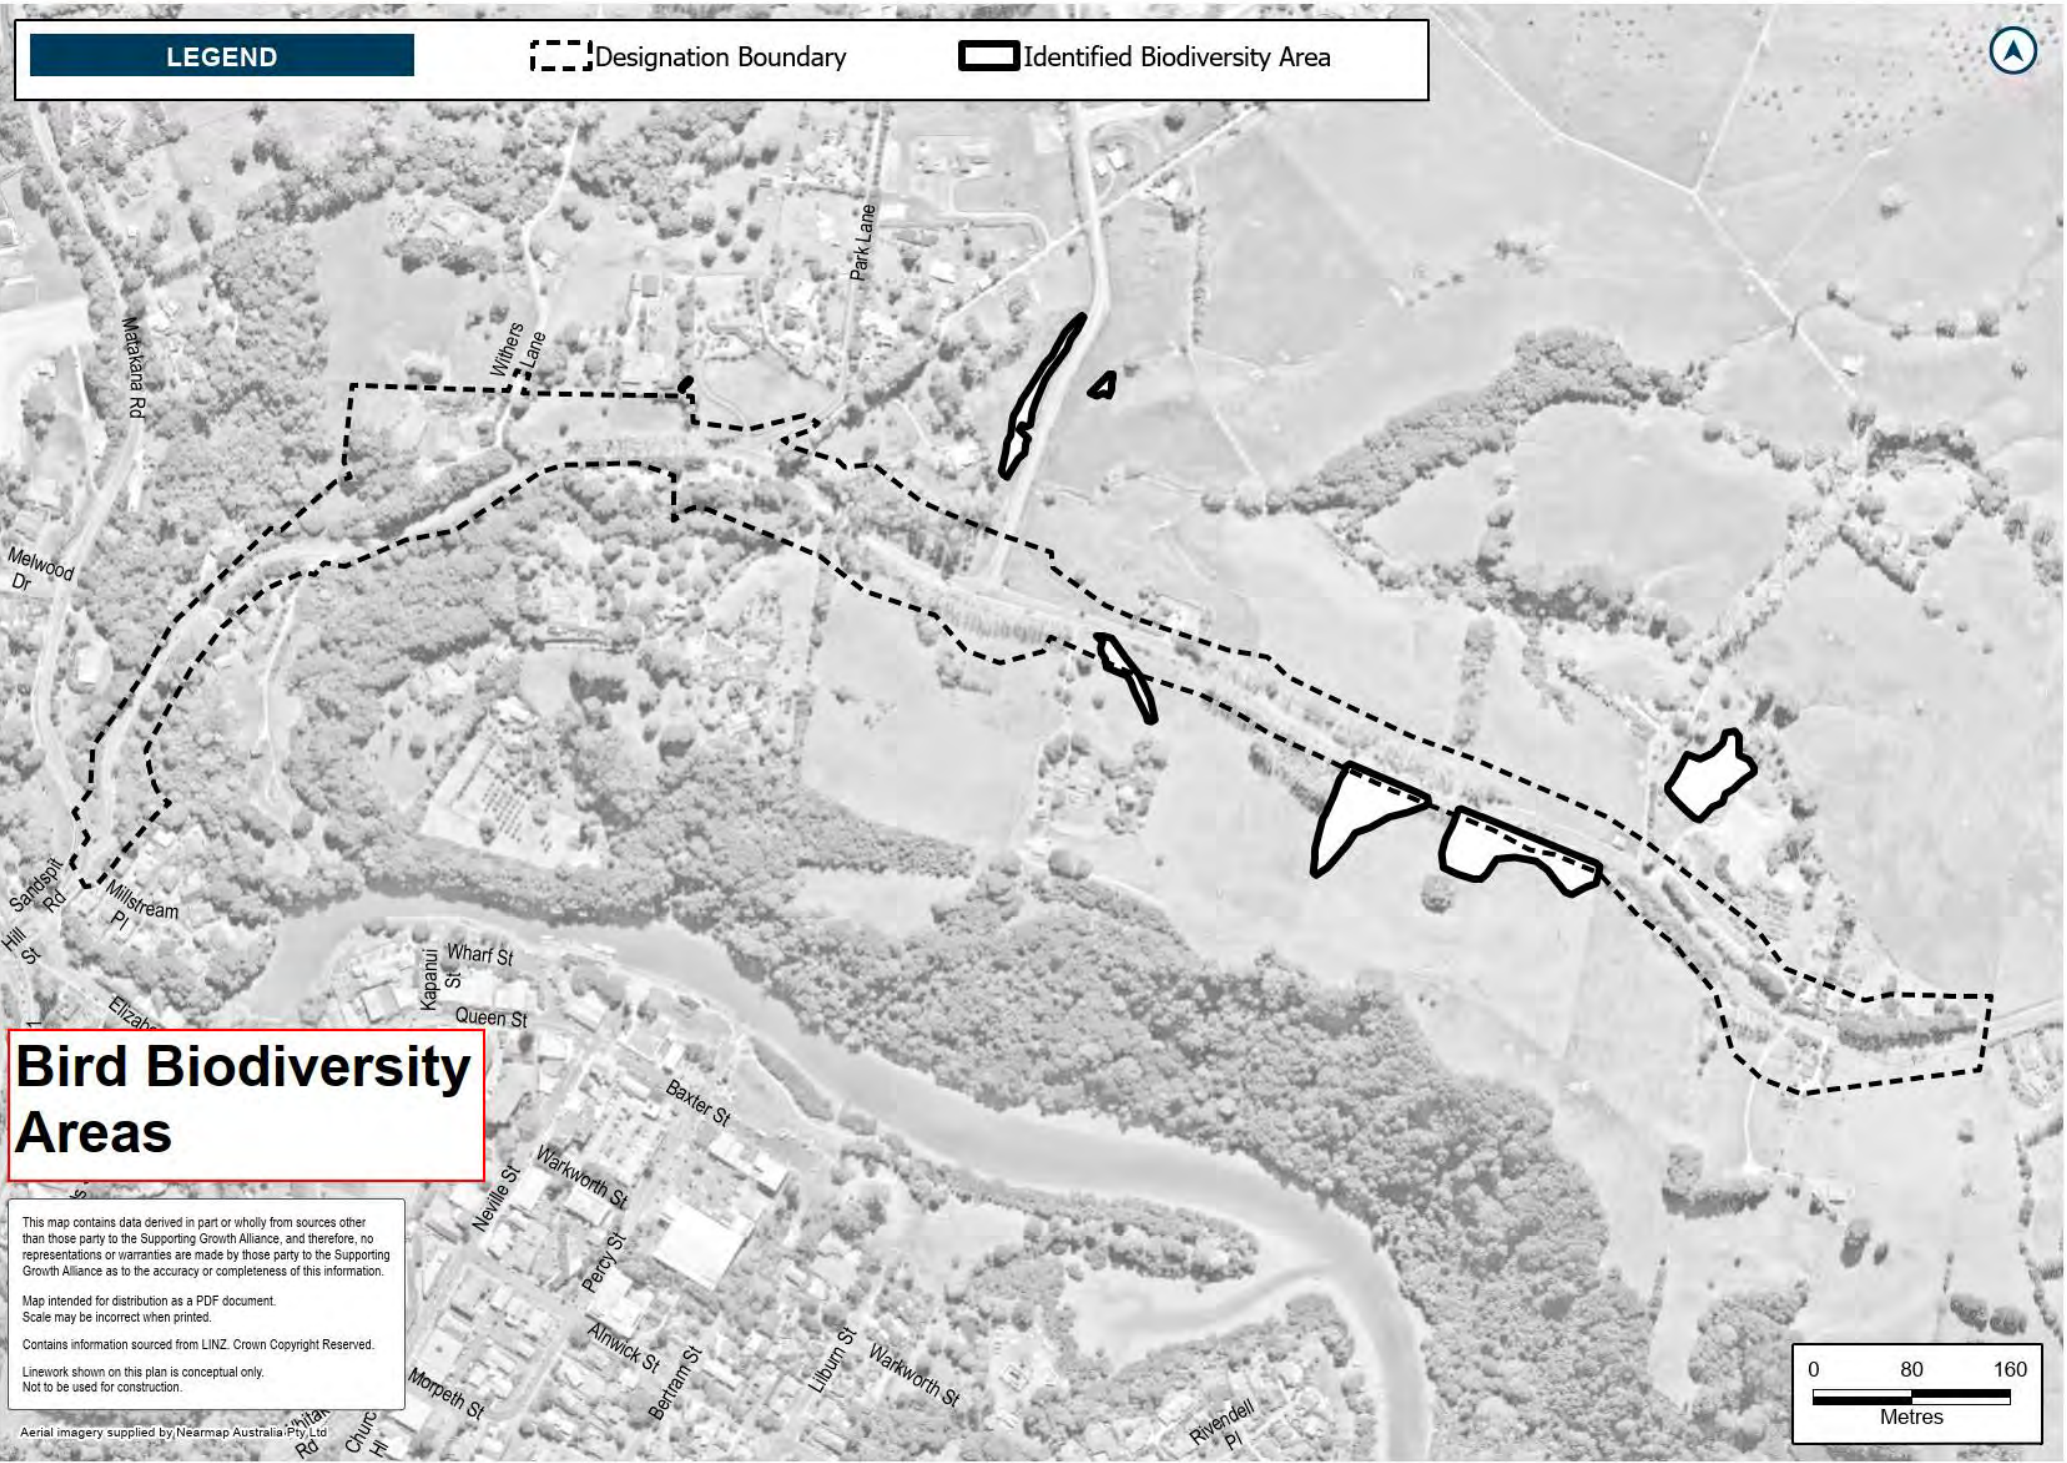 LEGEND
Designation Boundary
Identified Biodiversity Area
Park Lane
Withers
Lane
Matakana Rd
Melwood
Dr
Sandspit
Rd
Millstream
Pl
Hill
St
Wharf St
Kapanui
St
Queen St
Bird Biodiversity
Areas
Baxter St
Warkworth St
Neville St
Percy St
Alnwick St
Bertram St
Lilburn St
Warkworth St
Morpeth St
Rivendell
Pl
This map contains data derived in part or wholly from sources other
than those party to the Supporting Growth Alliance, and therefore, no
representations or warranties are made by those party to the Supporting
Growth Alliance as to the accuracy or completeness of this information.
Map intended for distribution as a PDF document.
Scale may be incorrect when printed.
Contains information sourced from LINZ. Crown Copyright Reserved.
Linework shown on this plan is conceptual only.
Not to be used for construction.
Aerial imagery supplied by Nearmap Australia Pty Ltd
Rd
Hl
0 80 160
Metres